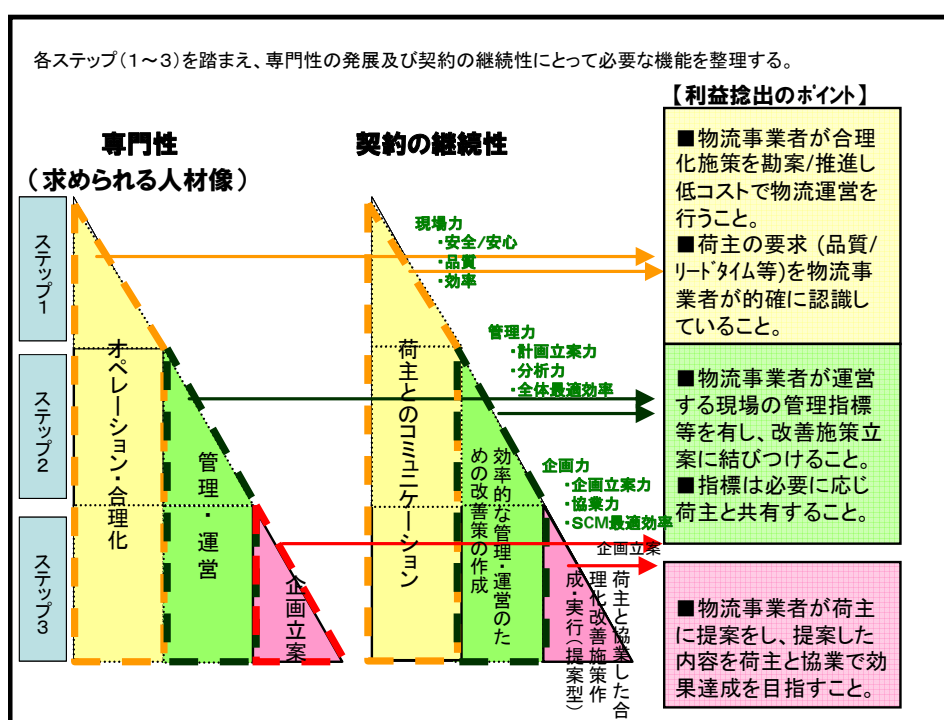 各ステップ（1～3）を踏まえ、専門性の発展及び契約の継続性にとって必要な機能を整理する。
【利益捻出のポイント】
専門性
（求められる人材像）
契約の継続性
ステップ1
ステップ2
ステップ3
オペレーション・合理化
管理・運営
企画立案
荷主とのコミュニケーション
効率的な管理・運営のた
めの改善策の作成
荷主と協業した合
理化改善施策作
成・実行（提案型）
現場力
・安全/安心
・品質
・効率
管理力
・計画立案力
・分析力
・全体最適効率
企画力
・企画立案力
・協業力
・SCM最適効率
企画立案
■物流事業者が合理
化施策を勘案/推進し
低コストで物流運営を
行うこと。
■荷主の要求（品質/
リードタイム等）を物流事
業者が的確に認識し
ていること。
■物流事業者が運営
する現場の管理指標
等を有し、改善施策立
案に結びつけること。
■指標は必要に応じ
荷主と共有すること。
■物流事業者が荷主
に提案をし、提案した
内容を荷主と協業で効
果達成を目指すこと。